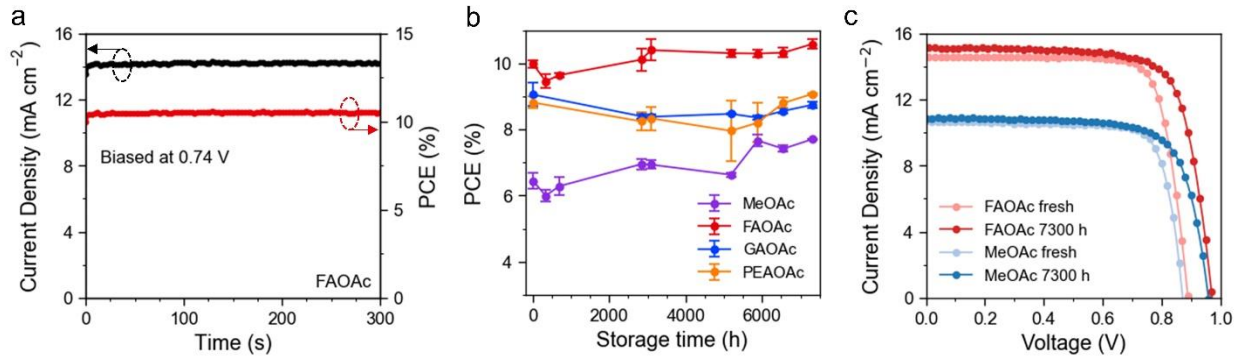 a
Current Density (mA cm⁻²)
16
12
8
4
0
15
10
5
0
PCE (%)
Biased at 0.74 V
FAOAc
0
100
200
300
Time (s)
b
PCE (%)
10
8
6
4
MeOAc
FAOAc
GAOAc
PEAOAc
0
2000
4000
6000
Storage time (h)
c
Current Density (mA cm⁻²)
16
12
8
4
0
FAOAc fresh
FAOAc 7300 h
MeOAc fresh
MeOAc 7300 h
0.0
0.2
0.4
0.6
0.8
1.0
Voltage (V)